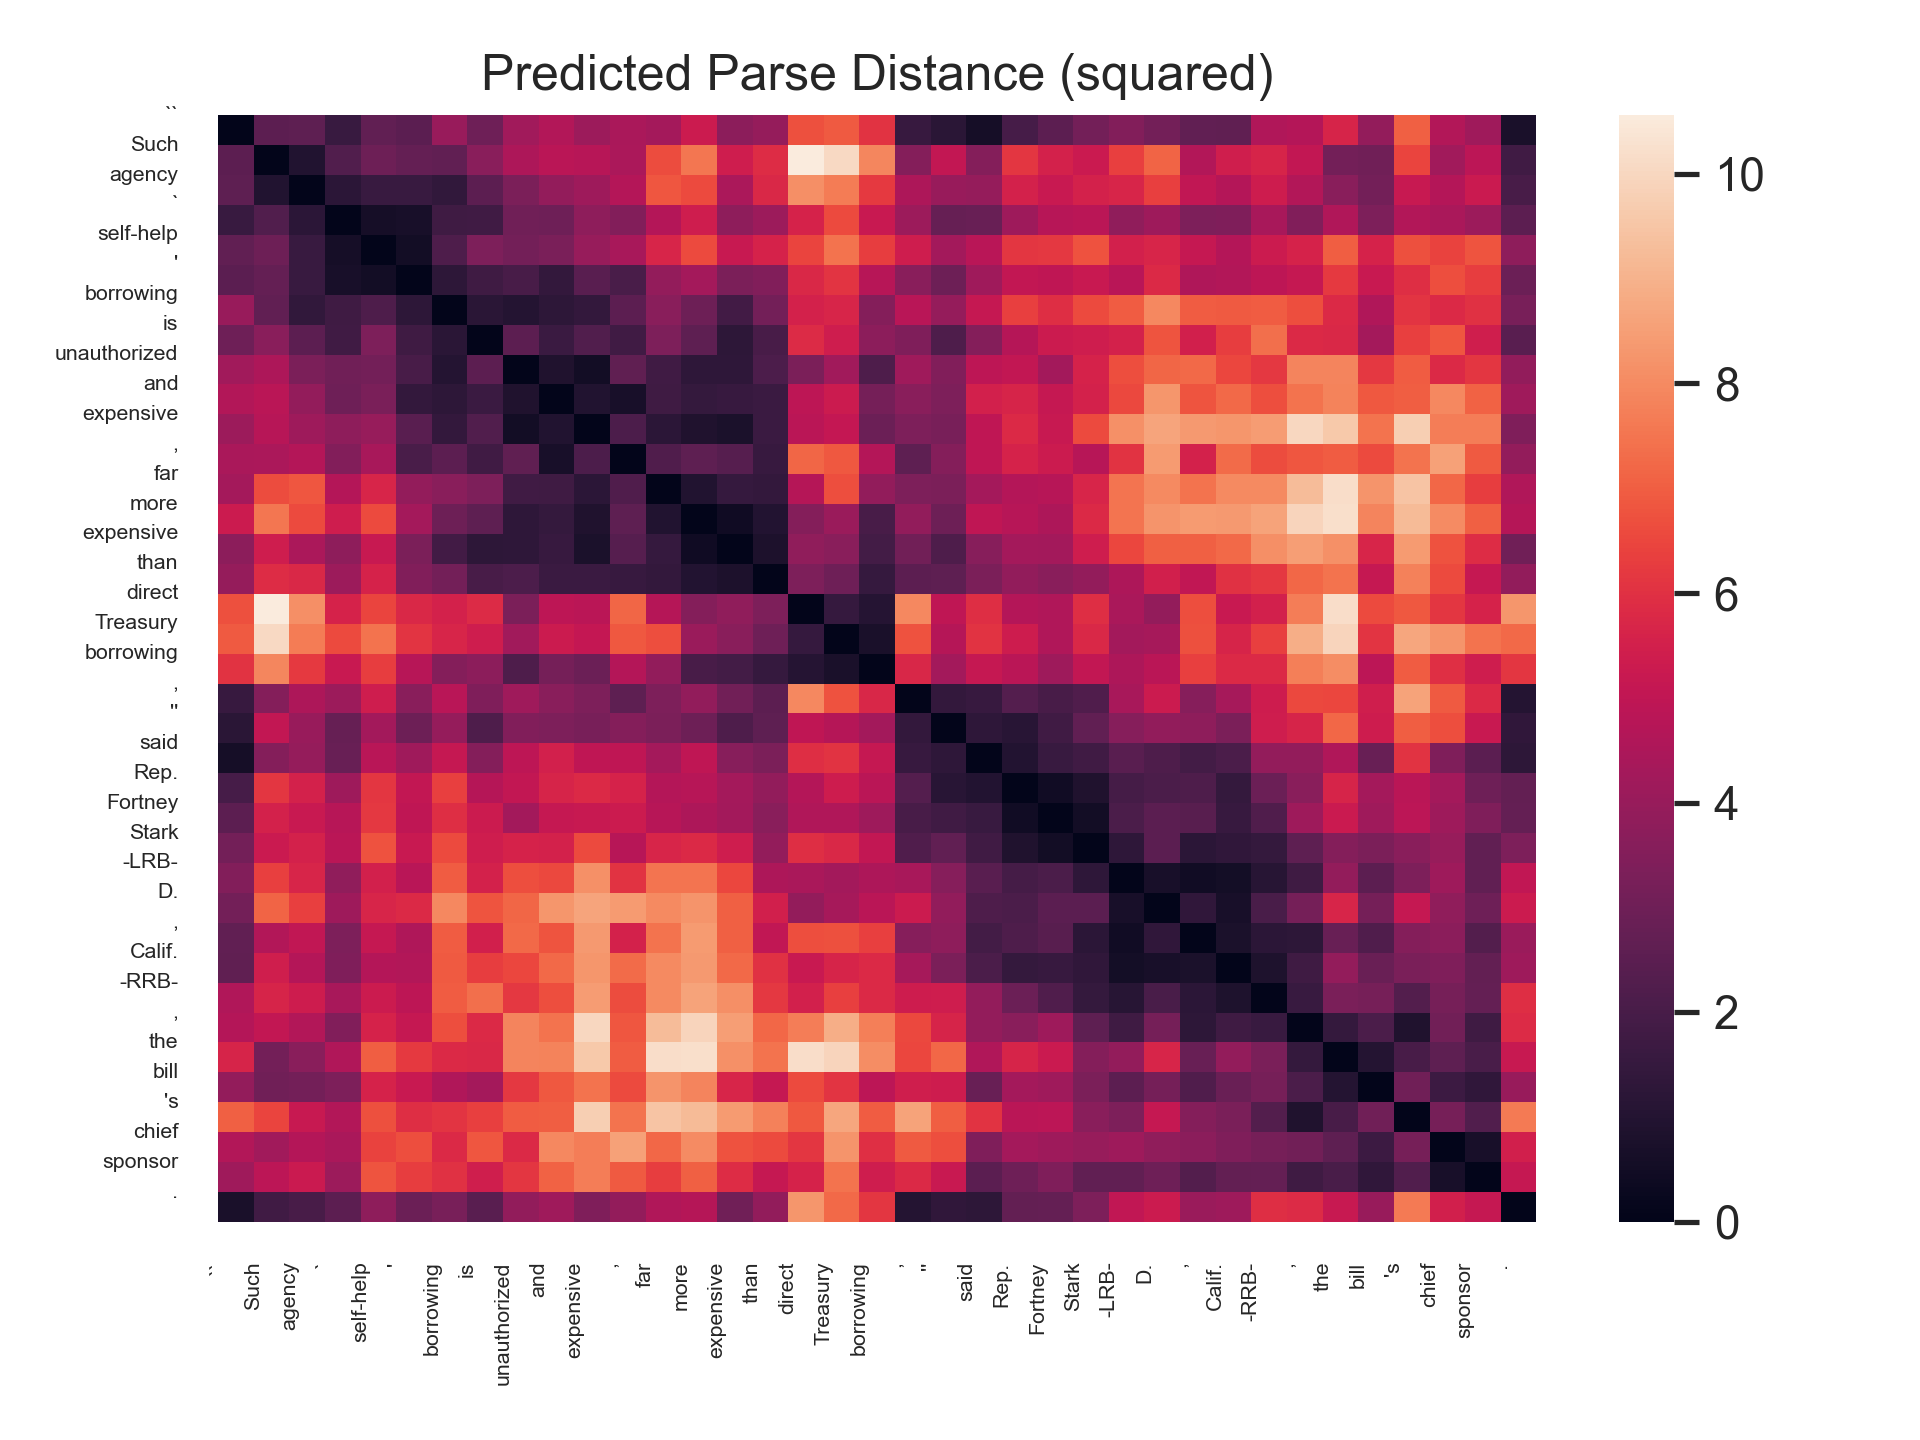 Predicted Parse Distance (squared)
``
Such
agency
`
self-help
'
borrowing
is
unauthorized
and
expensive
,
far
more
expensive
than
direct
Treasury
borrowing
,
''
said
Rep.
Fortney
Stark
-LRB-
D.
,
Calif.
-RRB-
,
the
bill
's
chief
sponsor
.
10
8
6
4
2
0
`` Such agency ` self-help ' borrowing is unauthorized and expensive , far more expensive than direct Treasury borrowing , '' said Rep. Fortney Stark -LRB- D. , Calif. -RRB- , the bill 's chief sponsor .